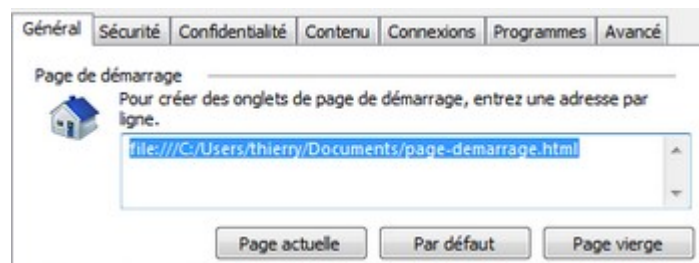 Général Sécurité Confidentialité Contenu Connexions Programmes Avancé
Page de démarrage
Pour créer des onglets de page de démarrage, entrez une adresse par
ligne.
file:///C:/Users/thierry/Documents/page-demarrage.html
Page actuelle Par défaut Page vierge